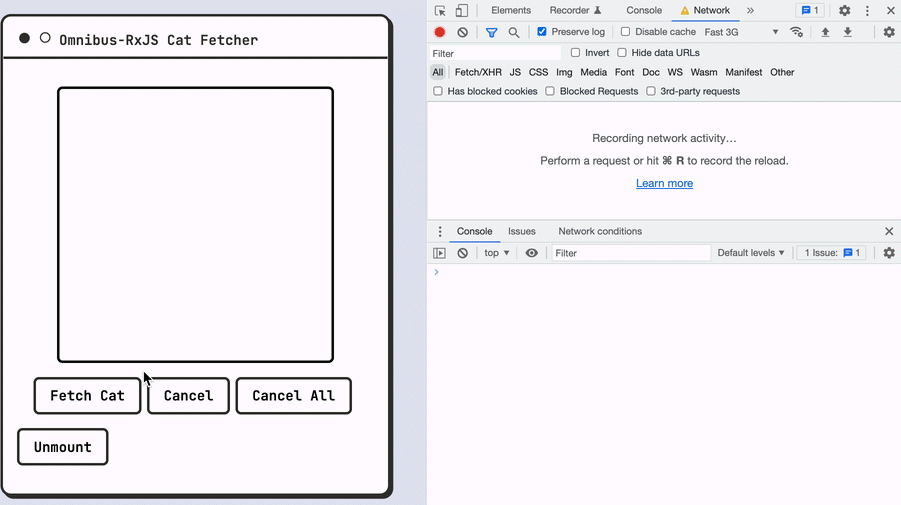 Omnibus-RxJS Cat Fetcher
Fetch Cat
Cancel
Cancel All
Unmount
Elements
Recorder
Console
Network
»
1
Preserve log
Disable cache
Fast 3G
Filter
Invert
Hide data URLs
All
Fetch/XHR
JS
CSS
Img
Media
Font
Doc
WS
Wasm
Manifest
Other
Has blocked cookies
Blocked Requests
3rd-party requests
Recording network activity…
Perform a request or hit ⌘ R to record the reload.
Learn more
Console
Issues
Network conditions
top
Filter
Default levels
1 Issue:
1